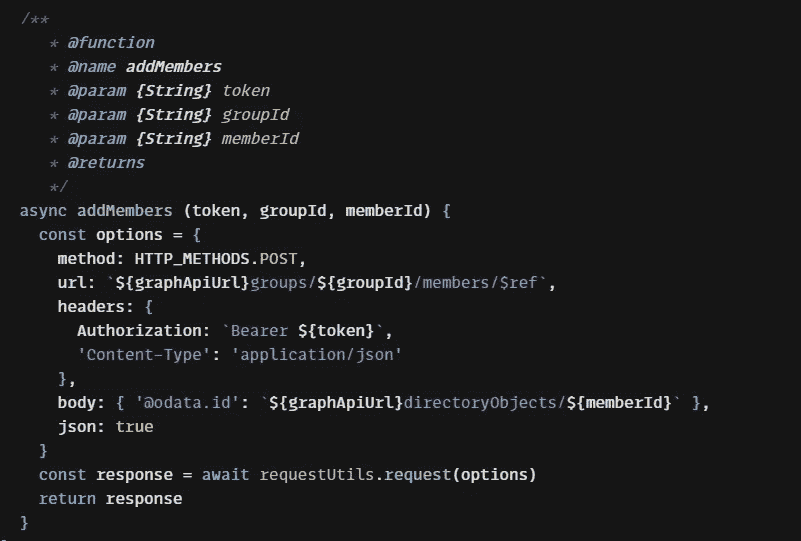 /**
   * @function
   * @name addMembers
   * @param {String} token
   * @param {String} groupId
   * @param {String} memberId
   * @returns
   */
async addMembers (token, groupId, memberId) {
  const options = {
    method: HTTP_METHODS.POST,
    url: `${graphApiUrl}groups/${groupId}/members/$ref`,
    headers: {
      Authorization: `Bearer ${token}`,
      'Content-Type': 'application/json'
    },
    body: { '@odata.id': `${graphApiUrl}directoryObjects/${memberId}` },
    json: true
  }
  const response = await requestUtils.request(options)
  return response
}